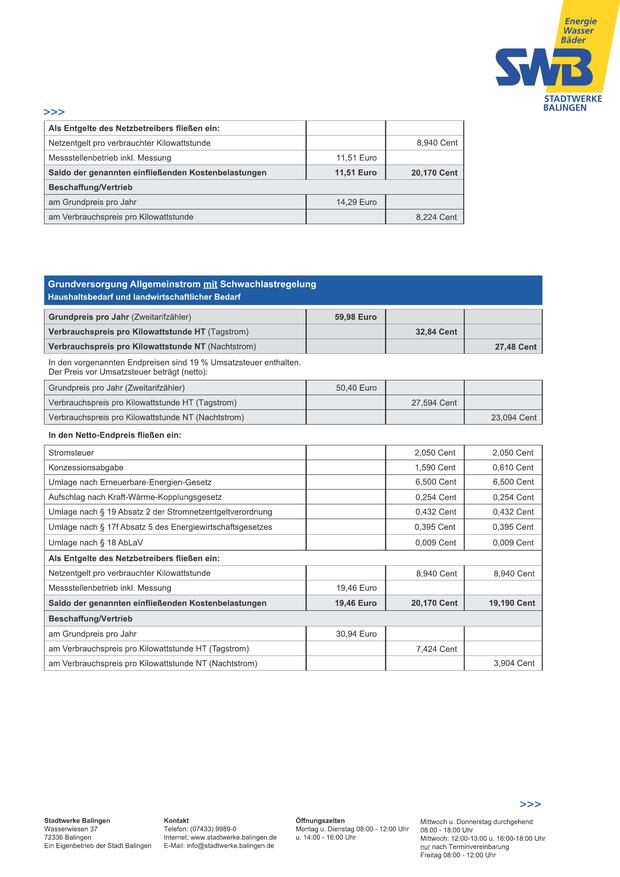 Energie
Wasser
Bäder
SWB
STADTWERKE
BALINGEN
>>>
Als Entgelte des Netzbetreibers fließen ein:
Netzentgelt pro verbrauchter Kilowattstunde 8,940 Cent
Messstellenbetrieb inkl. Messung 11,51 Euro
Saldo der genannten einfließenden Kostenbelastungen 11,51 Euro 20,170 Cent
Beschaffung/Vertrieb
am Grundpreis pro Jahr 14,29 Euro
am Verbrauchspreis pro Kilowattstunde 8,224 Cent
Grundversorgung Allgemeinstrom mit Schwachlastregelung
Haushaltsbedarf und landwirtschaftlicher Bedarf
Grundpreis pro Jahr (Zweitarifzähler) 59,98 Euro
Verbrauchspreis pro Kilowattstunde HT (Tagstrom) 32,84 Cent
Verbrauchspreis pro Kilowattstunde NT (Nachtstrom) 27,48 Cent
In den vorgenannten Endpreisen sind 19 % Umsatzsteuer enthalten.
Der Preis vor Umsatzsteuer beträgt (netto):
Grundpreis pro Jahr (Zweitarifzähler) 50,40 Euro
Verbrauchspreis pro Kilowattstunde HT (Tagstrom) 27,594 Cent
Verbrauchspreis pro Kilowattstunde NT (Nachtstrom) 23,094 Cent
In den Netto-Endpreis fließen ein:
Stromsteuer 2,050 Cent 2,050 Cent
Konzessionsabgabe 1,590 Cent 0,610 Cent
Umlage nach Erneuerbare-Energien-Gesetz 6,500 Cent 6,500 Cent
Aufschlag nach Kraft-Wärme-Kopplungsgesetz 0,254 Cent 0,254 Cent
Umlage nach § 19 Absatz 2 der Stromnetzentgeltverordnung 0,432 Cent 0,432 Cent
Umlage nach § 17f Absatz 5 des Energiewirtschaftsgesetzes 0,395 Cent 0,395 Cent
Umlage nach § 18 AbLaV 0,009 Cent 0,009 Cent
Als Entgelte des Netzbetreibers fließen ein:
Netzentgelt pro verbrauchter Kilowattstunde 8,940 Cent 8,940 Cent
Messstellenbetrieb inkl. Messung 19,46 Euro
Saldo der genannten einfließenden Kostenbelastungen 19,46 Euro 20,170 Cent 19,190 Cent
Beschaffung/Vertrieb
am Grundpreis pro Jahr 30,94 Euro
am Verbrauchspreis pro Kilowattstunde HT (Tagstrom) 7,424 Cent
am Verbrauchspreis pro Kilowattstunde NT (Nachtstrom) 3,904 Cent
>>>
Stadtwerke Balingen
Wasserwiesen 37
72336 Balingen
Ein Eigenbetrieb der Stadt Balingen
Kontakt
Telefon: (07433) 9989-0
Internet: www.stadtwerke.balingen.de
E-Mail: info@stadtwerke.balingen.de
Öffnungszeiten
Montag u. Dienstag 08:00 - 12:00 Uhr
u. 14:00 - 16:00 Uhr
Mittwoch u. Donnerstag durchgehend
08:00 - 18:00 Uhr
Mittwoch: 12:00-13:00 u. 16:00-18:00 Uhr
nur nach Terminvereinbarung
Freitag 08:00 - 12:00 Uhr